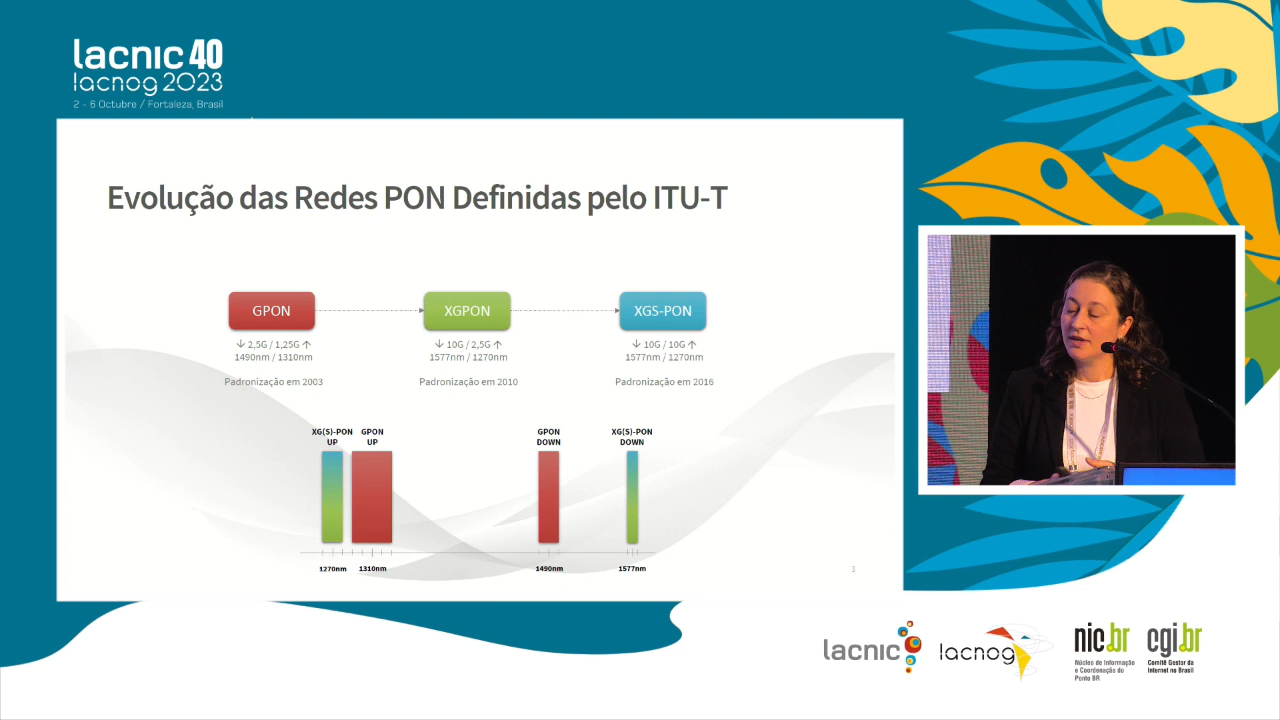 lacnic 40
lacnog 2023
2 - 6 Octubre / Fortaleza, Brasil
Evolução das Redes PON Definidas pelo ITU-T
GPON
XGPON
XGS-PON
↓ 2,5G / 1,25G ↑
1490nm / 1310nm
↓ 10G / 2,5G ↑
1577nm / 1270nm
↓ 10G / 10G ↑
1577nm / 1270nm
Padronização em 2003
Padronização em 2010
Padronização em 2016
XG(S)-PON
UP
GPON
UP
GPON
DOWN
XG(S)-PON
DOWN
1270nm
1310nm
1490nm
1577nm
3
lacnic
lacnog
nic.br
Núcleo de Informação
e Coordenação do
Ponto BR
cgi.br
Comitê Gestor da
Internet no Brasil